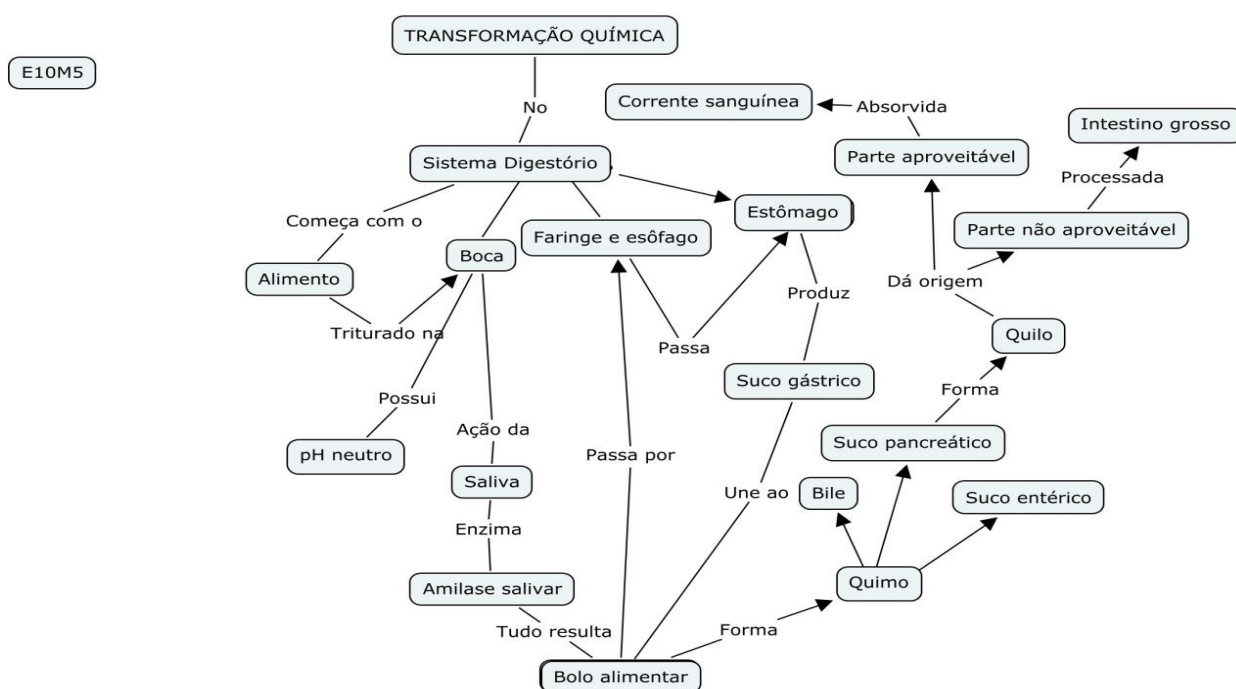 TRANSFORMAÇÃO QUÍMICA
E10M5
No
Corrente sanguínea
Absorvida
Intestino grosso
Sistema Digestório
Parte aproveitável
Processada
Começa com o
Estômago
Faringe e esôfago
Parte não aproveitável
Boca
Alimento
Produz
Dá origem
Triturado na
Passa
Quilo
Suco gástrico
Forma
Possui
Ação da
Suco pancreático
pH neutro
Passa por
Saliva
Une ao
Bile
Suco entérico
Enzima
Amilase salivar
Quimo
Tudo resulta
Forma
Bolo alimentar